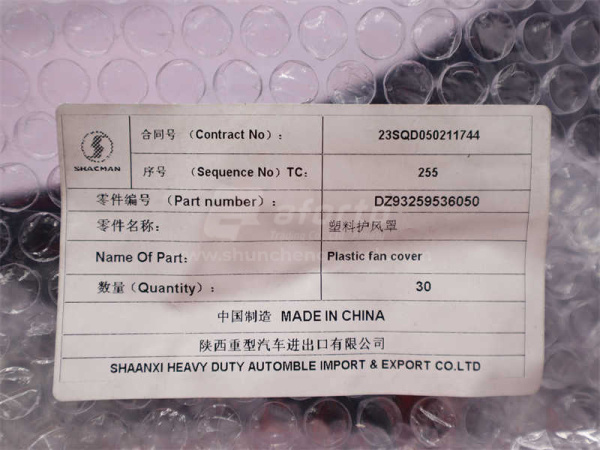 SHACMAN
合同号 （Contract No）： 23SQD050211744
序号 （Sequence No）TC： 255
零件编号 （Part number）： DZ93259536050
零件名称： 塑料护风罩
Name Of Part： Plastic fan cover
数量（Quantity）： 30
中国制造 MADE IN CHINA
陕西重型汽车进出口有限公司
SHAANXI HEAVY DUTY AUTOMBLE IMPORT & EXPORT CO.LTD